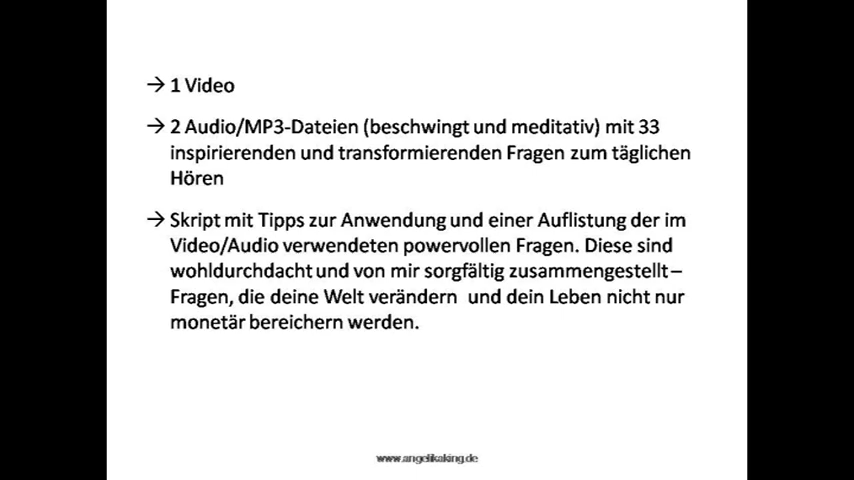 → 1 Video
→ 2 Audio/MP3-Dateien (beschwingt und meditativ) mit 33
inspirierenden und transformierenden Fragen zum täglichen
Hören
→ Skript mit Tipps zur Anwendung und einer Auflistung der im
Video/Audio verwendeten powervollen Fragen. Diese sind
wohldurchdacht und von mir sorgfältig zusammengestellt –
Fragen, die deine Welt verändern  und dein Leben nicht nur
monetär bereichern werden.
www.angelikaking.de